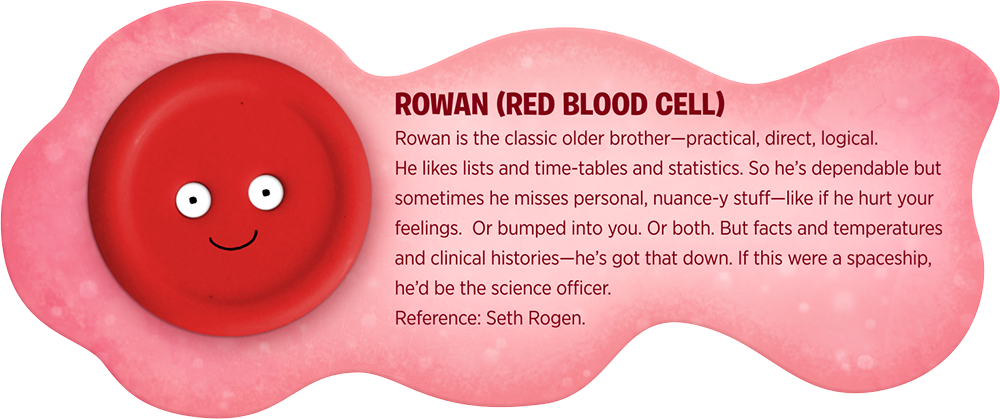 ROWAN (RED BLOOD CELL)
Rowan is the classic older brother—practical, direct, logical.
He likes lists and time-tables and statistics. So he's dependable but
sometimes he misses personal, nuance-y stuff—like if he hurt your
feelings.  Or bumped into you. Or both. But facts and temperatures
and clinical histories—he's got that down. If this were a spaceship,
he'd be the science officer.
Reference: Seth Rogen.